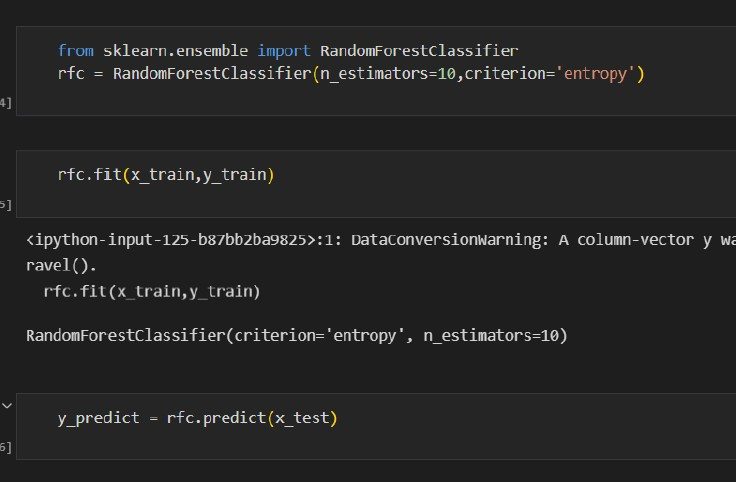 from sklearn.ensemble import RandomForestClassifier
rfc = RandomForestClassifier(n_estimators=10,criterion='entropy')
4]
rfc.fit(x_train,y_train)
5]
<ipython-input-125-b87bb2ba9825>:1: DataConversionWarning: A column-vector y wa
ravel().
rfc.fit(x_train,y_train)
RandomForestClassifier(criterion='entropy', n_estimators=10)
y_predict = rfc.predict(x_test)
6]